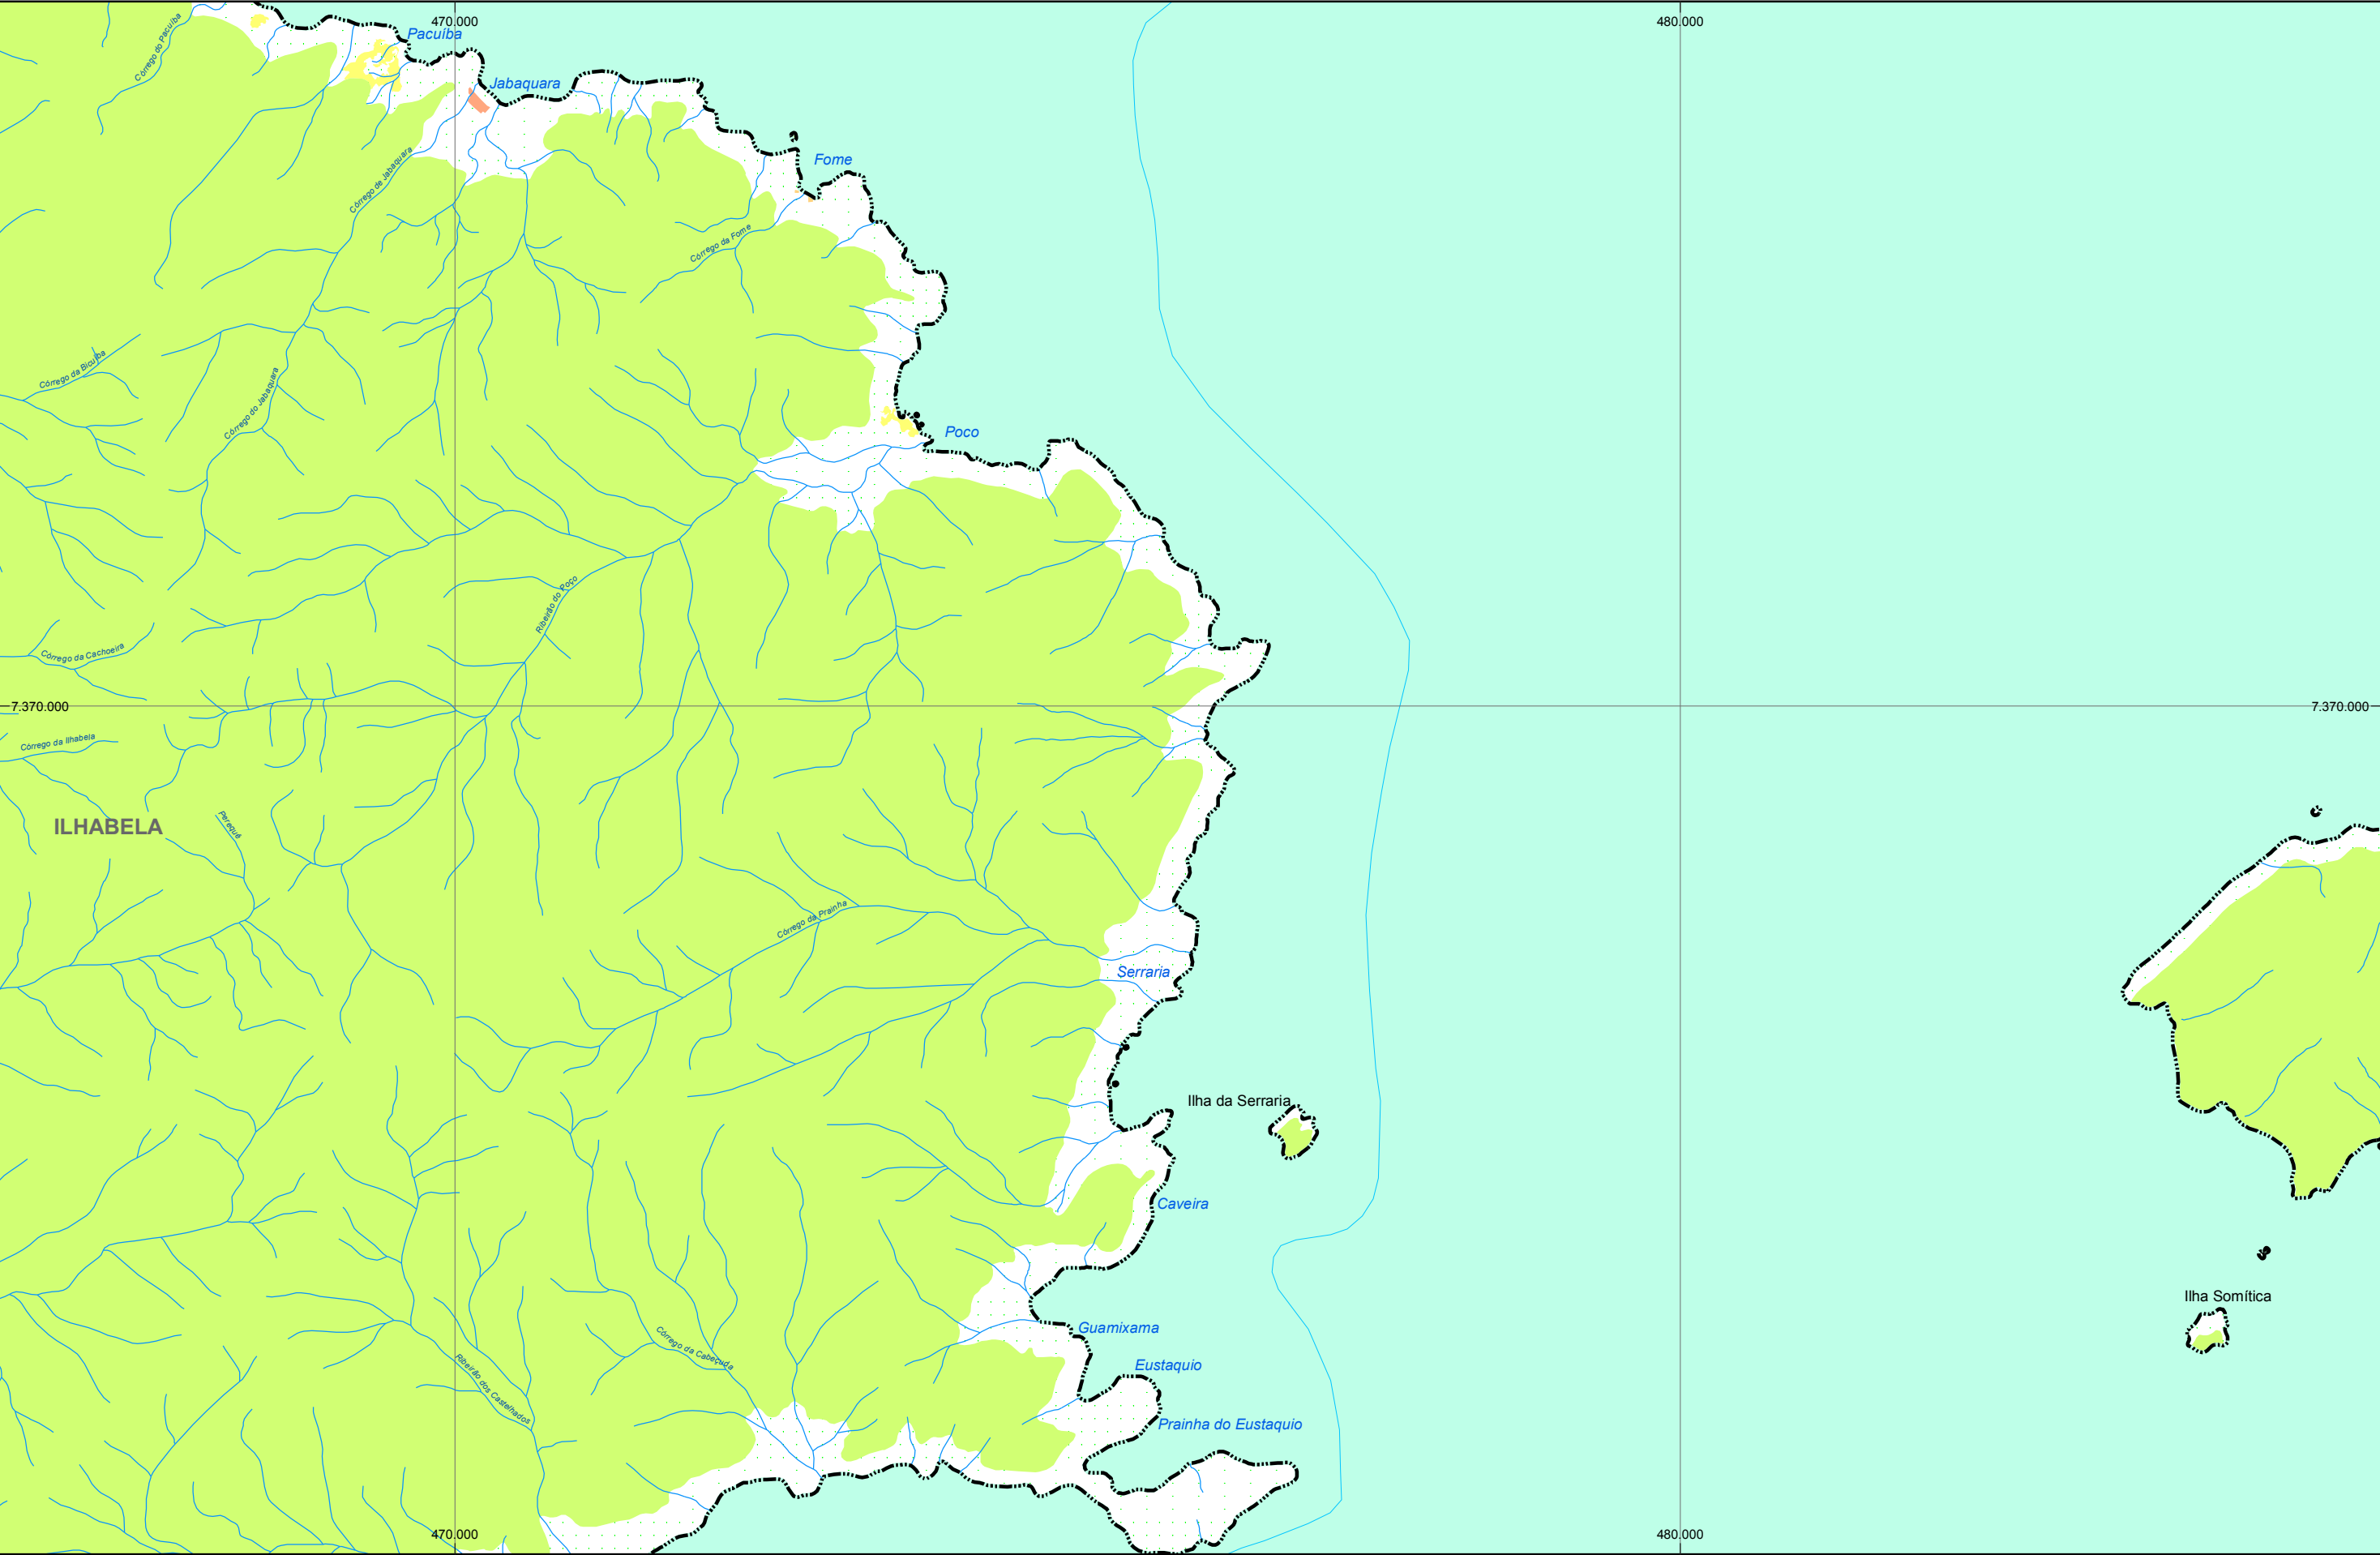 470.000
480.000
Pacuíba
Córrego do Pacuíba
Jabaquara
Fome
Córrego de Jabaquara
Córrego da Fome
Córrego da Bicuíba
Córrego do Jabaquara
Poco
Ribeirão do Poço
Córrego da Cachoeira
7.370.000
7.370.000
Córrego da Ilhabela
ILHABELA
Perequê
Córrego da Prainha
Serraria
Ilha da Serraria
Caveira
Ilha Somítica
Guamixama
Córrego da Cabeçuda
Eustaquio
Ribeirão dos Castelhados
Prainha do Eustaquio
470.000
480.000